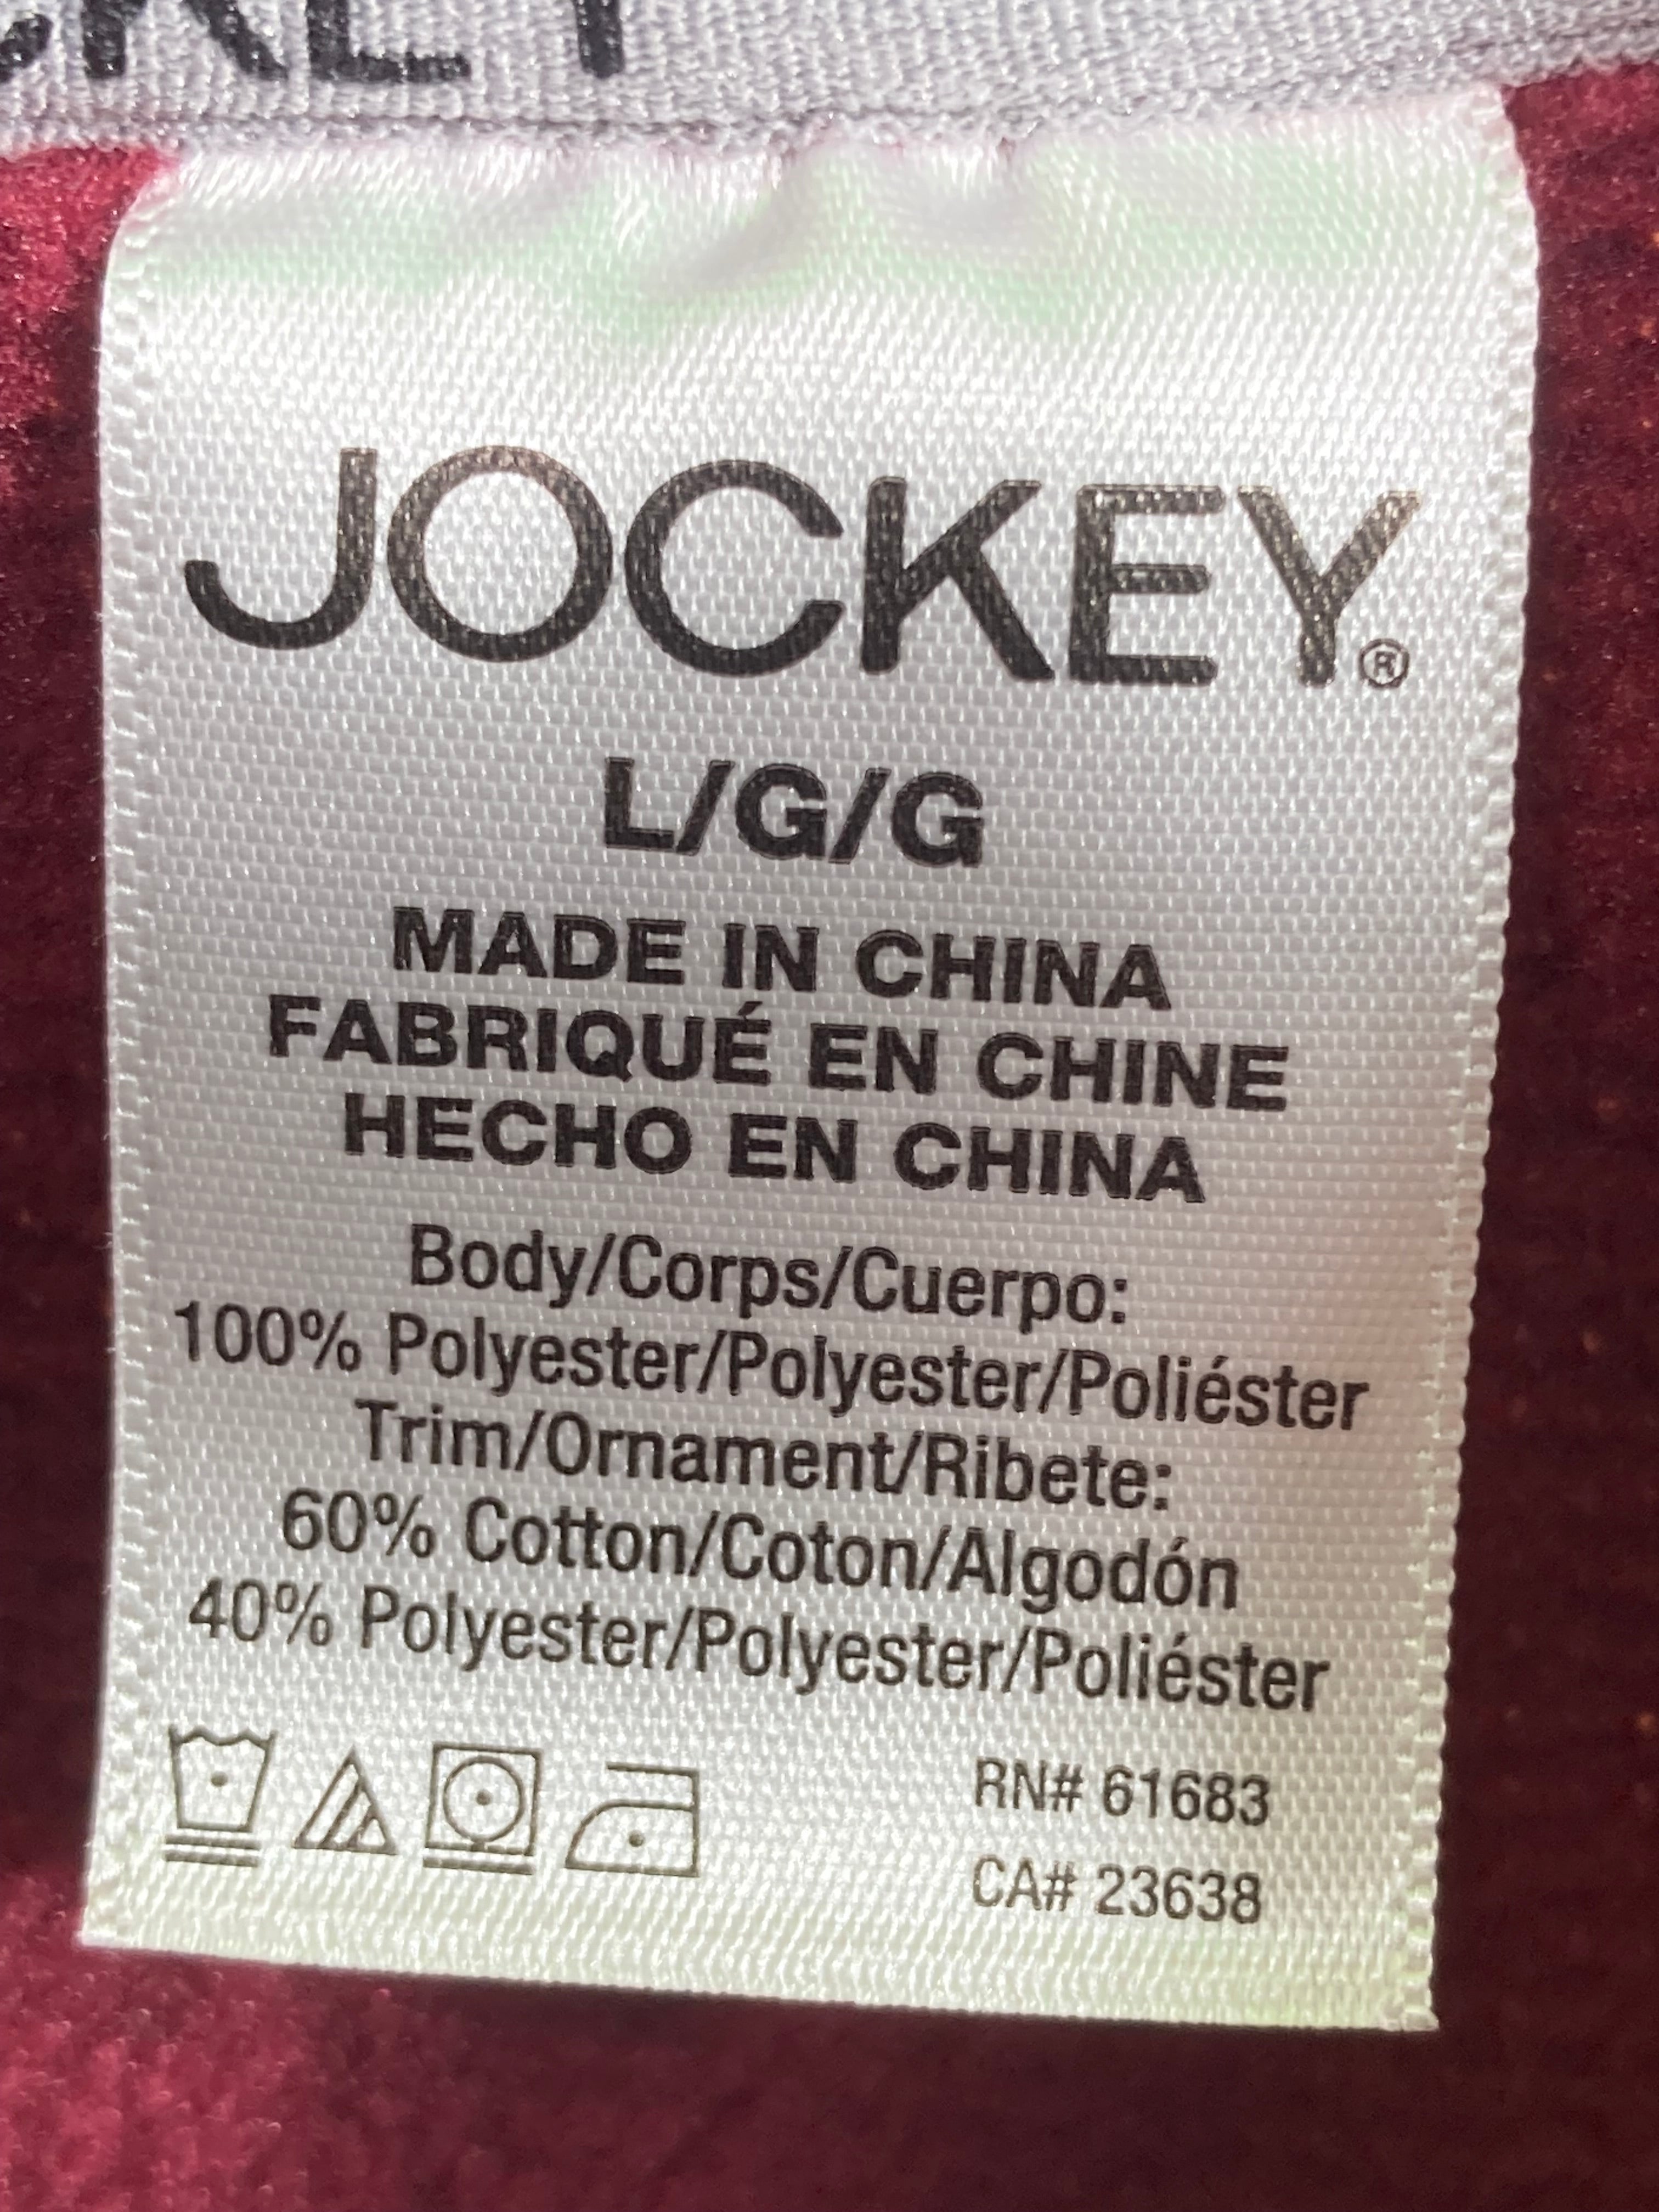 JOCKEY®
L/G/G
MADE IN CHINA
FABRIQUÉ EN CHINE
HECHO EN CHINA
Body/Corps/Cuerpo:
100% Polyester/Polyester/Poliéster
Trim/Ornament/Ribete:
60% Cotton/Coton/Algodón
40% Polyester/Polyester/Poliéster
RN# 61683
CA# 23638